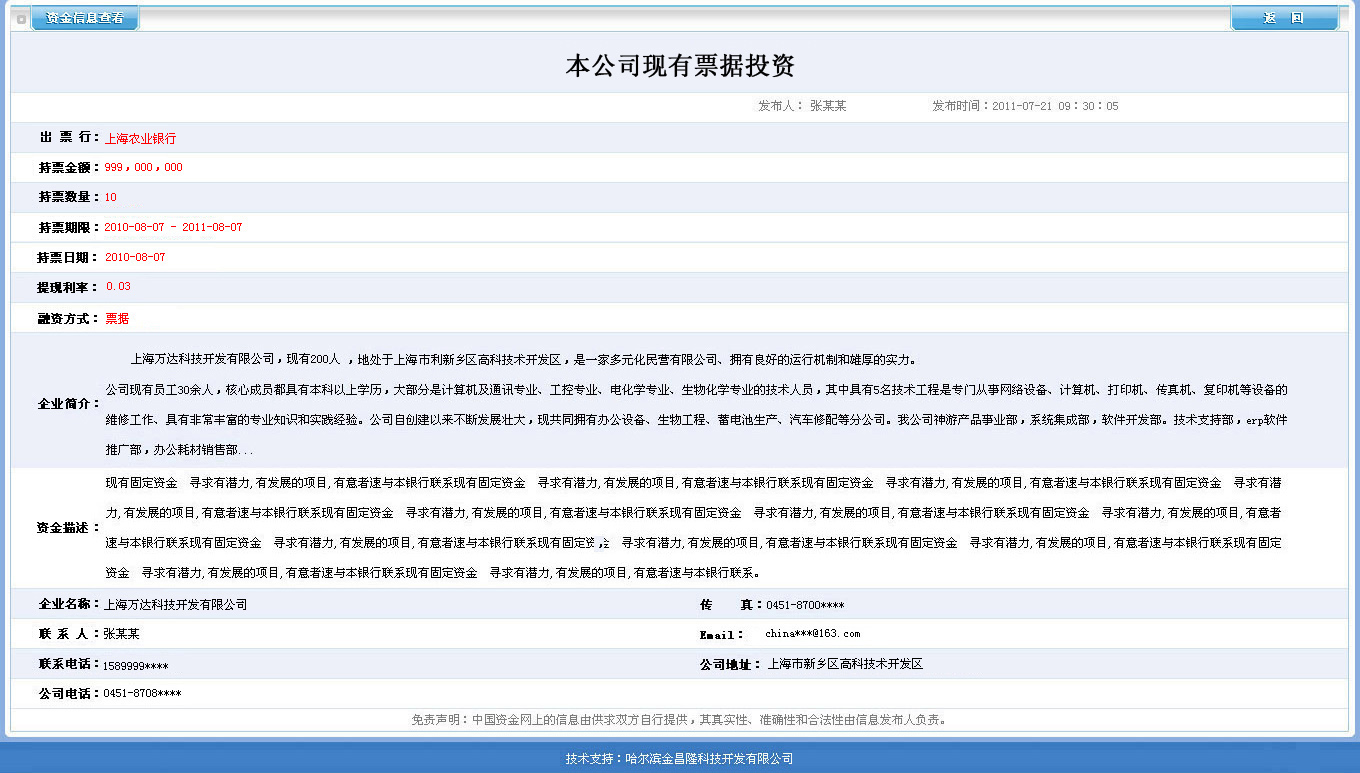 资金信息查看 返 回
本公司现有票据投资
发布人： 张某某 发布时间：2011-07-21 09：30：05
出 票 行： 上海农业银行
持票金额： 999，000，000
持票数量： 10
持票期限： 2010-08-07 - 2011-08-07
持票日期： 2010-08-07
提现利率： 0.03
融资方式： 票据
上海万达科技开发有限公司，现有200人 ，地处于上海市利新乡区高科技术开发区，是一家多元化民营有限公司、拥有良好的运行机制和雄厚的实力。
公司现有员工30余人，核心成员都具有本科以上学历，大部分是计算机及通讯专业、工控专业、电化学专业、生物化学专业的技术人员，其中具有5名技术工程是专门从事网络设备、计算机、打印机、传真机、复印机等设备的
企业简介：
维修工作、具有非常丰富的专业知识和实践经验。公司自创建以来不断发展壮大，现共同拥有办公设备、生物工程、蓄电池生产、汽车修配等分公司。我公司神游产品事业部，系统集成部，软件开发部。技术支持部，erp软件
推广部，办公耗材销售部...
现有固定资金 寻求有潜力,有发展的项目,有意者速与本银行联系现有固定资金 寻求有潜力,有发展的项目,有意者速与本银行联系现有固定资金 寻求有潜力,有发展的项目,有意者速与本银行联系现有固定资金 寻求有潜
力,有发展的项目,有意者速与本银行联系现有固定资金 寻求有潜力,有发展的项目,有意者速与本银行联系现有固定资金 寻求有潜力,有发展的项目,有意者速与本银行联系现有固定资金 寻求有潜力,有发展的项目,有意者
资金描述：
速与本银行联系现有固定资金 寻求有潜力,有发展的项目,有意者速与本银行联系现有固定 寻求有潜力,有发展的项目,有意者速与本银行联系现有固定资金 寻求有潜力,有发展的项目,有意者速与本银行联系现有固定
资金 寻求有潜力,有发展的项目,有意者速与本银行联系现有固定资金 寻求有潜力,有发展的项目,有意者速与本银行联系。
企业名称：上海万达科技开发有限公司 传 真：0451-8700****
联 系 人：张某某 Email： china***@163.com
联系电话：1589999**** 公司地址： 上海市新乡区高科技术开发区
公司电话：0451-8708****
免责声明：中国资金网上的信息由供求双方自行提供，其真实性、准确性和合法性由信息发布人负责。
技术支持：哈尔滨金昌隆科技开发有限公司